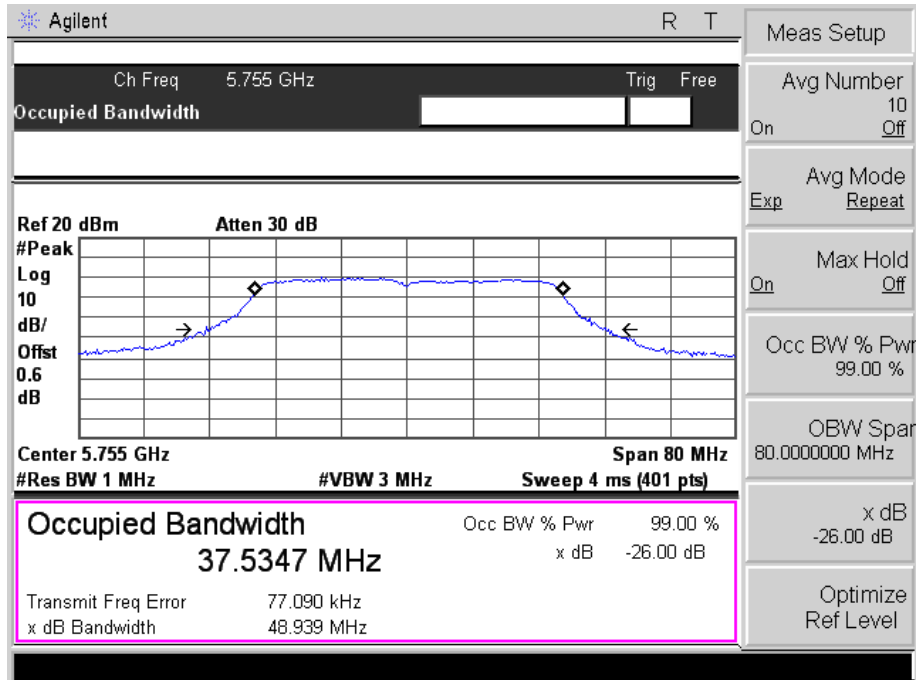 Agilent R T
Ch Freq 5.755 GHz Trig Free
Occupied Bandwidth
Ref 20 dBm Atten 30 dB
#Peak
Log
10
dB/
Offst
0.6
dB
Center 5.755 GHz Span 80 MHz
#Res BW 1 MHz #VBW 3 MHz Sweep 4 ms (401 pts)
Occupied Bandwidth
37.5347 MHz
Occ BW % Pwr 99.00 %
x dB -26.00 dB
Transmit Freq Error 77.090 kHz
x dB Bandwidth 48.939 MHz
Meas Setup
Avg Number
10
On Off
Avg Mode
Exp Repeat
Max Hold
On Off
Occ BW % Pwr
99.00 %
OBW Span
80.0000000 MHz
x dB
-26.00 dB
Optimize
Ref Level